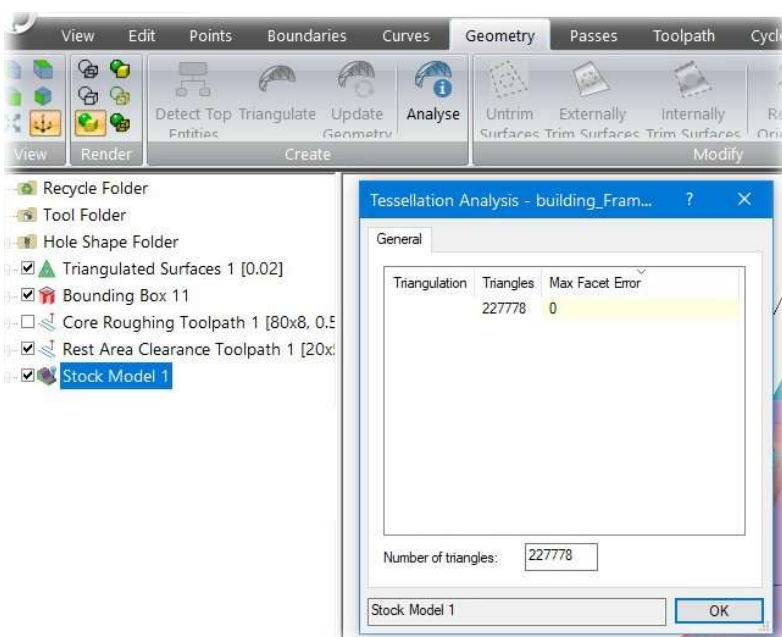 View Edit Points Boundaries Curves Geometry Passes Toolpath Cycle
Detect Top Triangulate Update Analyse Untrim Externally Internally
Entities Geometry Surfaces Trim Surfaces Trim Surfaces
View Render Create Modify
Recycle Folder
Tool Folder
Hole Shape Folder
Triangulated Surfaces 1 [0.02]
Bounding Box 11
Core Roughing Toolpath 1 [80x8, 0.5
Rest Area Clearance Toolpath 1 [20x
Stock Model 1
Tessellation Analysis - building_Fram... ?
General
Triangulation Triangles Max Facet Error
227778 0
Number of triangles: 227778
Stock Model 1 OK